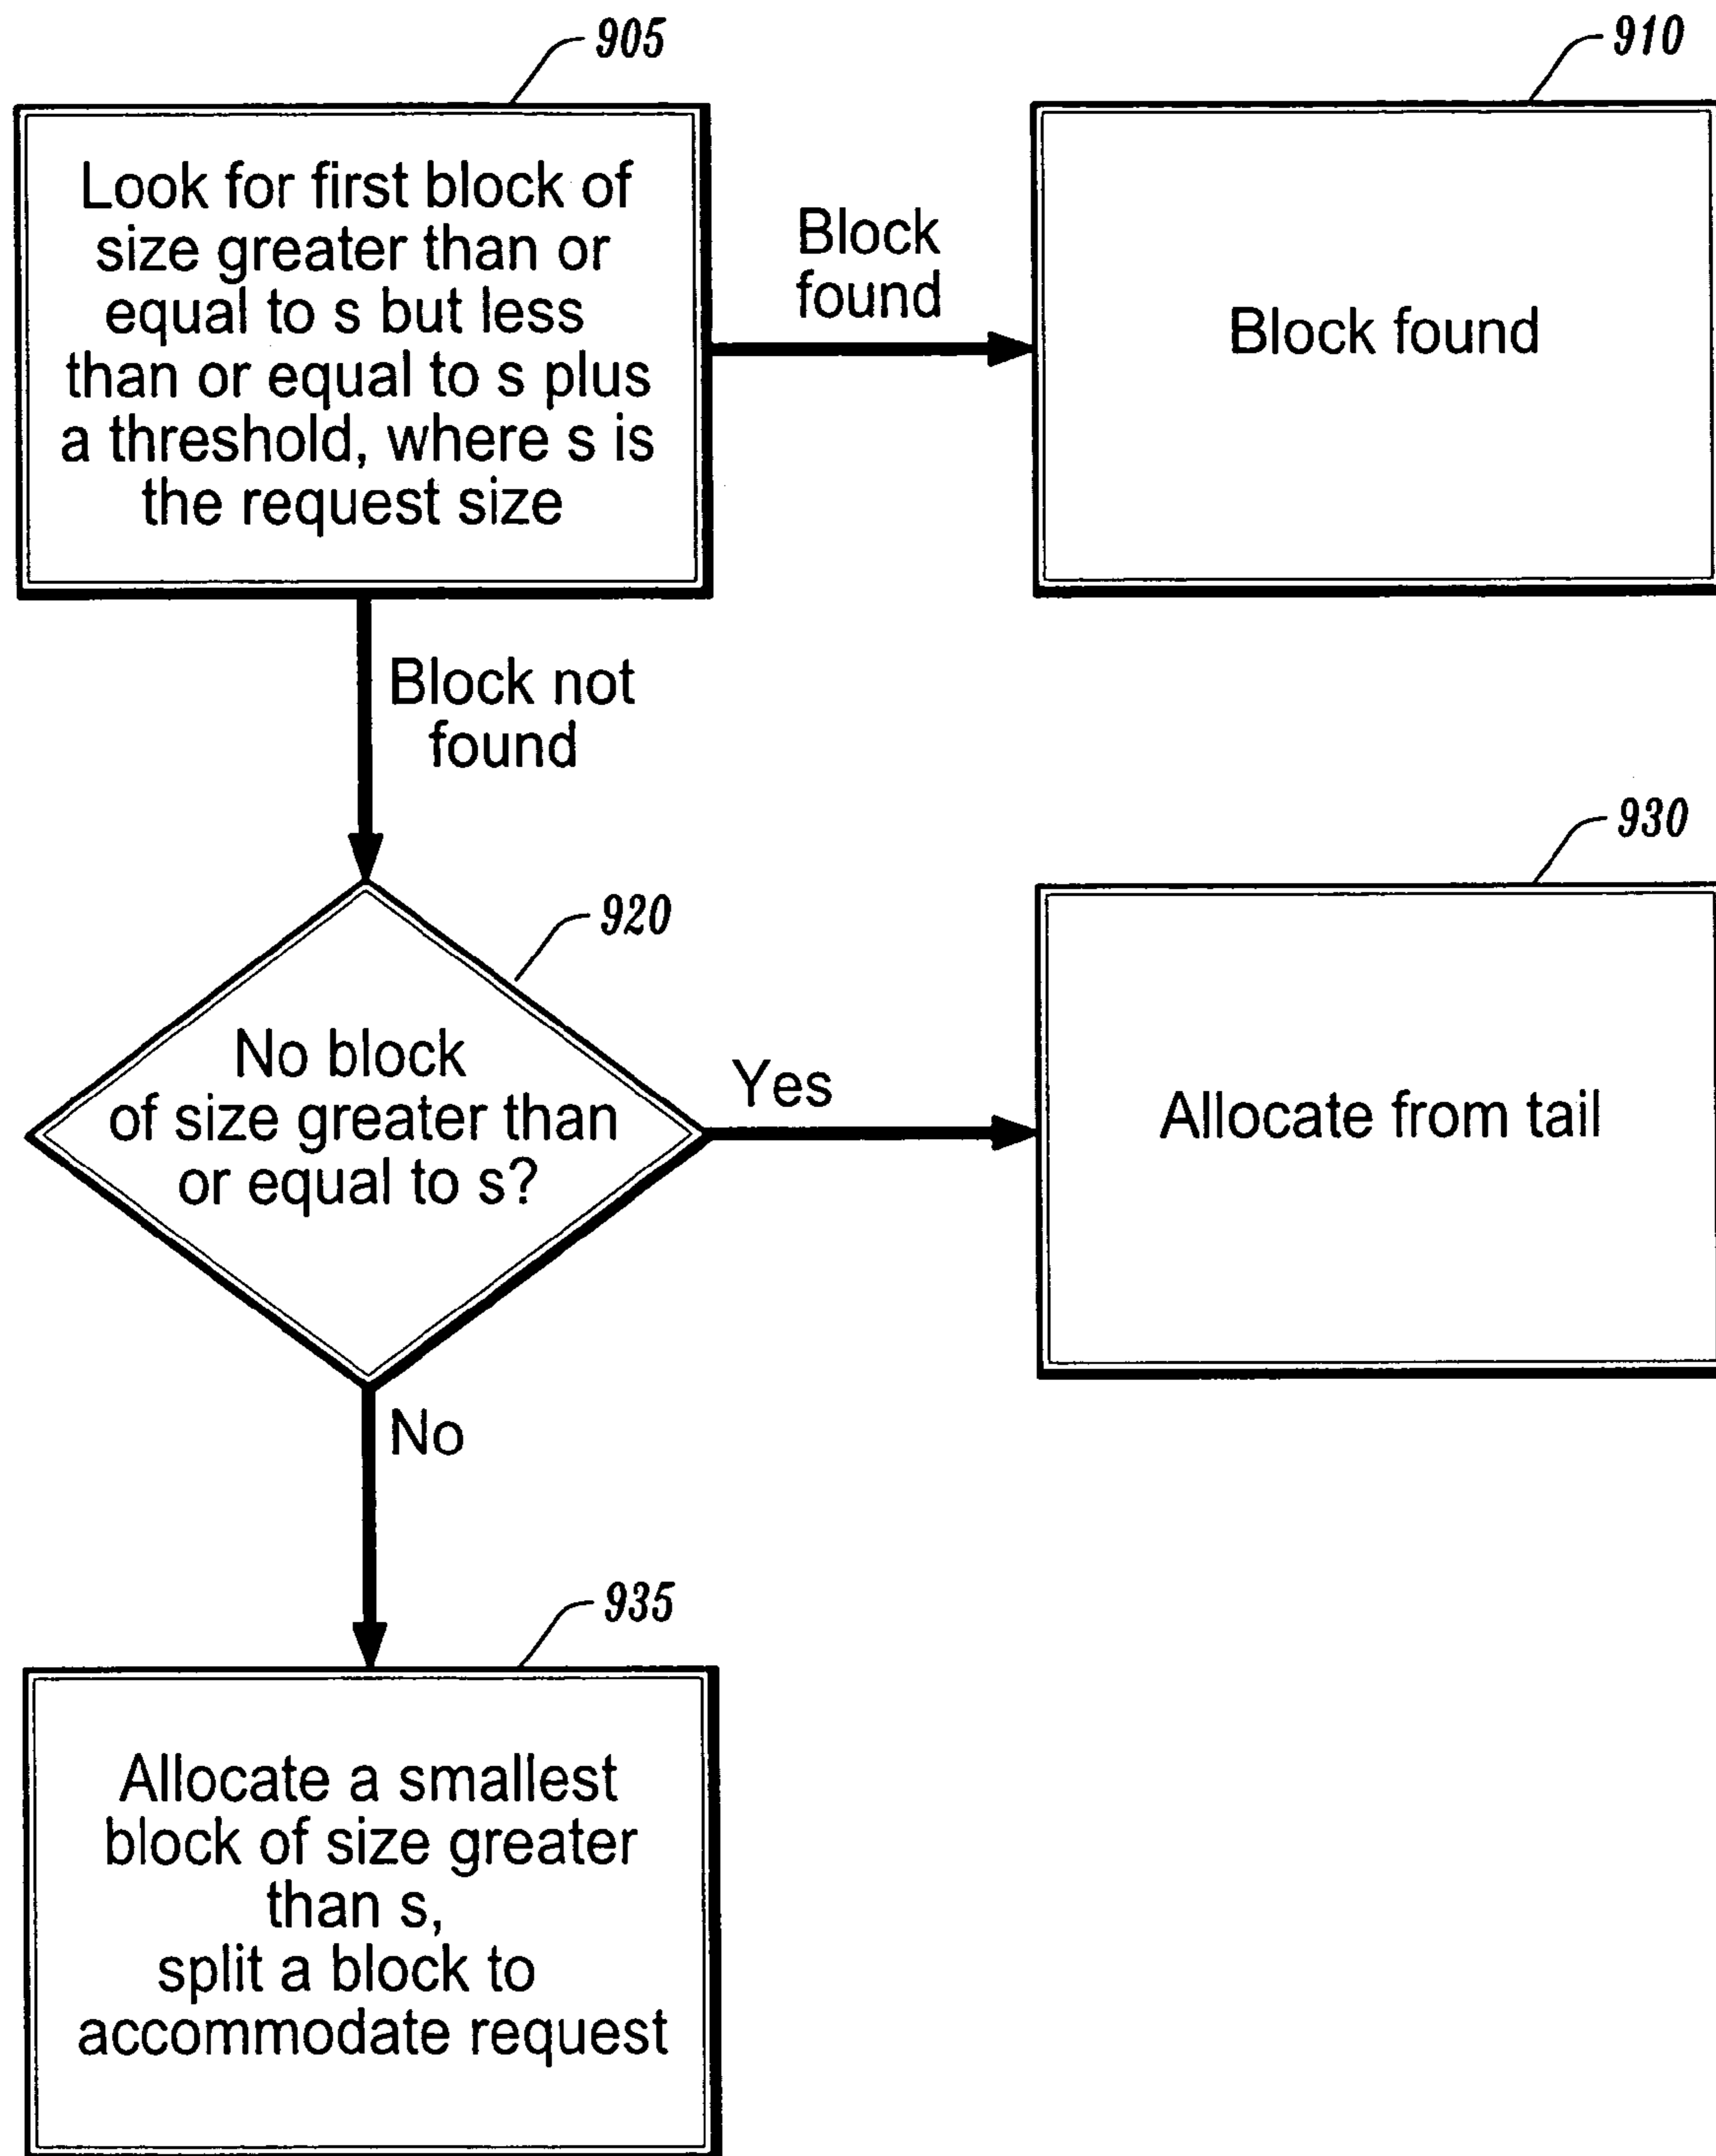 905
Look for first block of
size greater than or
equal to s but less
than or equal to s plus
a threshold, where s is
the request size
Block
found
910
Block found
Block not
found
920
No block
of size greater than
or equal to s?
Yes
930
Allocate from tail
No
935
Allocate a smallest
block of size greater
than s,
split a block to
accommodate request